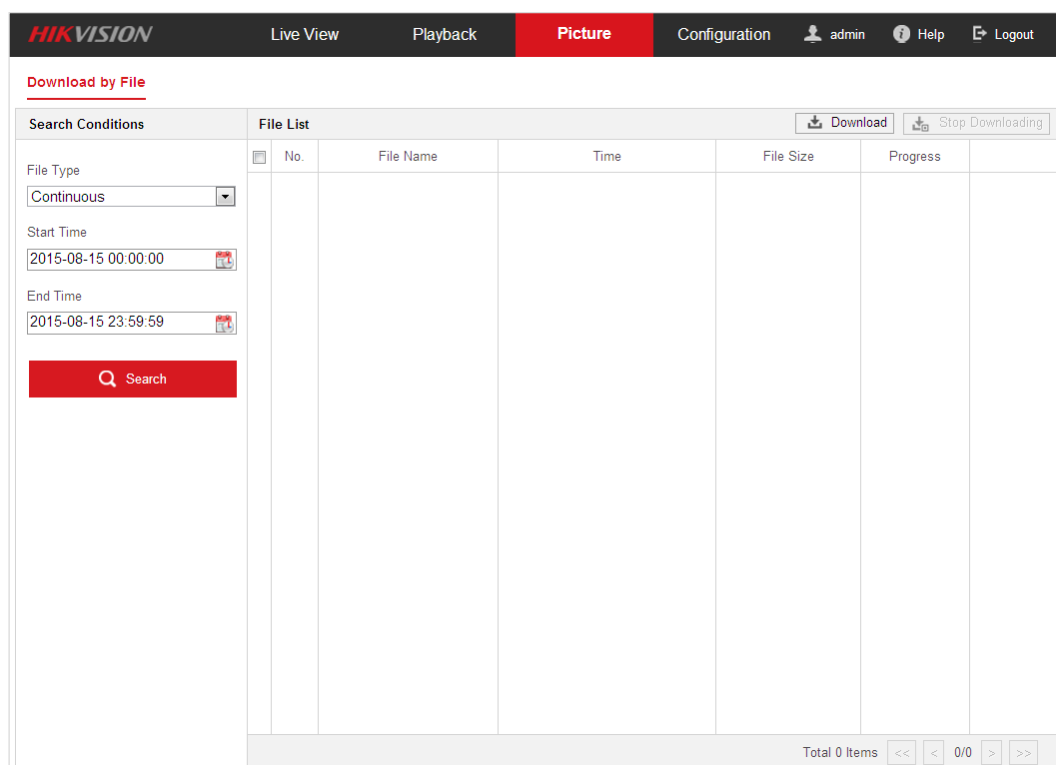 HIKVISION Live View Playback Picture Configuration admin Help Logout
Download by File
Search Conditions
File Type
Continuous
Start Time
2015-08-15 00:00:00
End Time
2015-08-15 23:59:59
Search
File List Download Stop Downloading
No. File Name Time File Size Progress
Total 0 Items << < 0/0 > >>